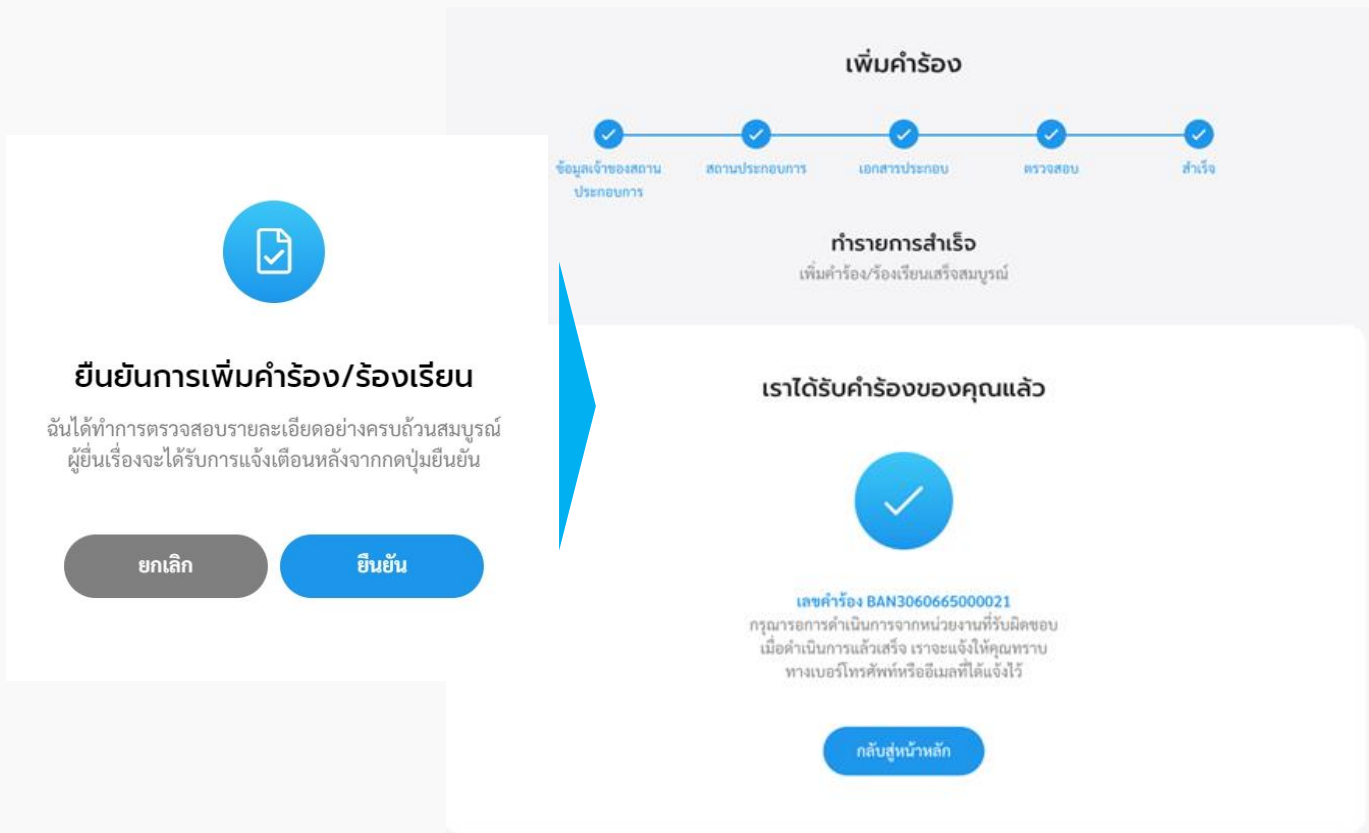 ยืนยันการเพิ่มคำร้อง/ร้องเรียน
ฉันได้ทำการตรวจสอบรายละเอียดอย่างครบถ้วนสมบูรณ์
ผู้ยื่นเรื่องจะได้รับการแจ้งเตือนหลังจากกดปุ่มยืนยัน
ยกเลิก
ยืนยัน
เพิ่มคำร้อง
ข้อมูลเจ้าของสถาน
ประกอบการ
สถานประกอบการ
เอกสารประกอบ
ตรวจสอบ
สำเร็จ
ทำรายการสำเร็จ
เพิ่มคำร้อง/ร้องเรียนเสร็จสมบูรณ์
เราได้รับคำร้องของคุณแล้ว
เลขคำร้อง BAN3060665000021
กรุณารอการดำเนินการจากหน่วยงานที่รับผิดชอบ
เมื่อดำเนินการแล้วเสร็จ เราจะแจ้งให้คุณทราบ
ทางเบอร์โทรศัพท์หรืออีเมลที่ได้แจ้งไว้
กลับสู่หน้าหลัก